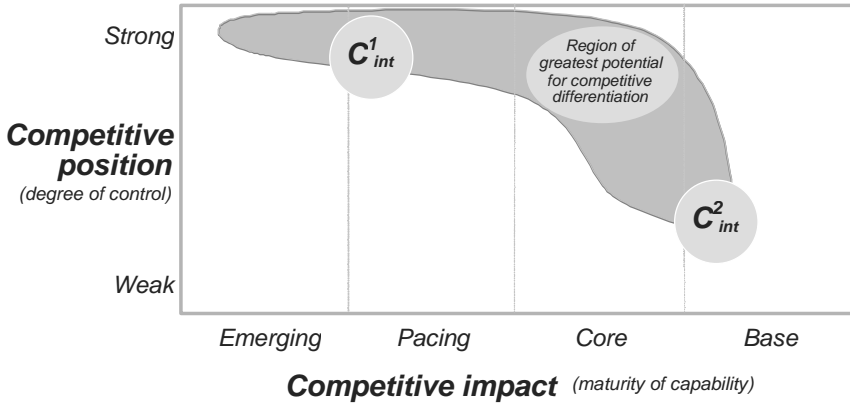 Strong
C¹int
Region of
greatest potential
for competitive
differentiation
Competitive
position
(degree of control)
C²int
Weak
Emerging Pacing Core Base
Competitive impact (maturity of capability)